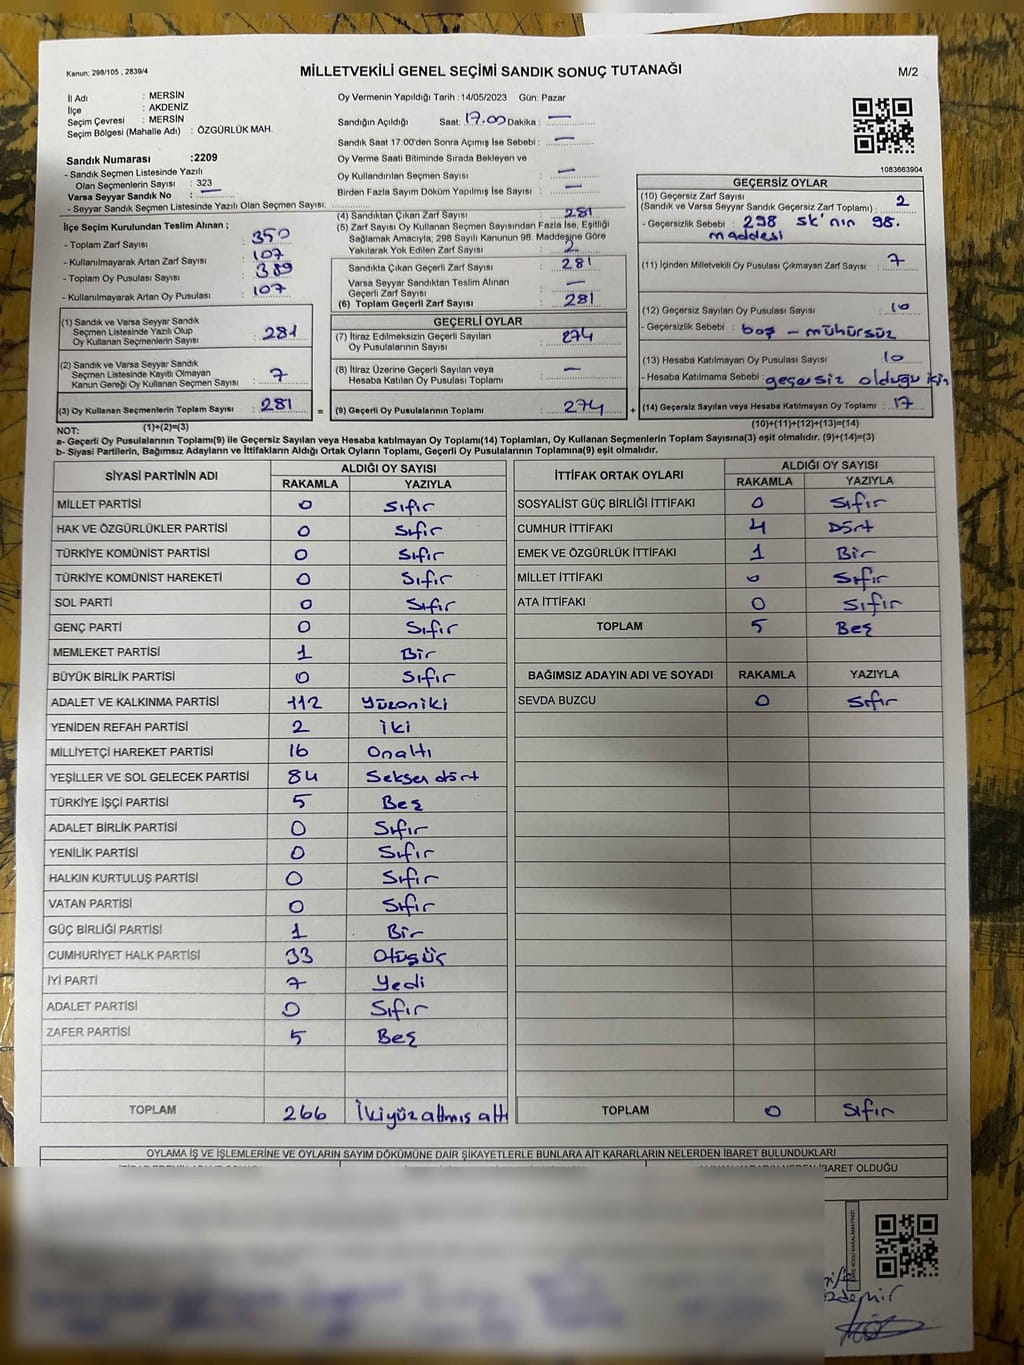 Kanun; 298/105 , 2839/4
MİLLETVEKİLİ GENEL SEÇİMİ SANDIK SONUÇ TUTANAĞI
M/2
İl Adı : MERSİN
İlçe : AKDENİZ
Seçim Çevresi : MERSİN
Seçim Bölgesi (Mahalle Adı) : ÖZGÜRLÜK MAH.
Oy Vermenin Yapıldığı Tarih : 14/05/2023 Gün: Pazar
Sandığın Açıldığı Saat: 17.00 Dakika : —
Sandık Saat 17:00'den Sonra Açımış İse Sebebi : —
Oy Verme Saati Bitiminde Sırada Bekleyen ve
Oy Kullandırılan Seçmen Sayısı : —
Birden Fazla Sayım Döküm Yapılmış İse Sayısı : —
1083663904
Sandık Numarası :2209
- Sandık Seçmen Listesinde Yazılı
Olan Seçmenlerin Sayısı : 323
Varsa Seyyar Sandık No : —
- Seyyar Sandık Seçmen Listesinde Yazılı Olan Seçmen Sayısı:
İlçe Seçim Kurulundan Teslim Alınan ;
- Toplam Zarf Sayısı : 350
- Kullanılmayarak Artan Zarf Sayısı : 107
- Toplam Oy Pusulası Sayısı : 389
- Kullanılmayarak Artan Oy Pusulası : 107
(1) Sandık ve Varsa Seyyar Sandık
Seçmen Listesinde Yazılı Olup
Oy Kullanan Seçmenlerin Sayısı : 281
(2) Sandık ve Varsa Seyyar Sandık
Seçmen Listesinde Kayıtlı Olmayan
Kanun Gereği Oy Kullanan Seçmen Sayısı : 7
(3) Oy Kullanan Seçmenlerin Toplam Sayısı : 281
(1)+(2)=(3)
(4) Sandıktan Çıkan Zarf Sayısı : 281
(5) Zarf Sayısı Oy Kullanan Seçmen Sayısından Fazla İse, Eşitliği
Sağlamak Amacıyla, 298 Sayılı Kanunun 98. Maddesine Göre
Yakılarak Yok Edilen Zarf Sayısı : 2
Sandıkta Çıkan Geçerli Zarf Sayısı : 281
Varsa Seyyar Sandıktan Teslim Alınan
Geçerli Zarf Sayısı : —
(6) Toplam Geçerli Zarf Sayısı : 281
GEÇERLİ OYLAR
(7) İtiraz Edilmeksizin Geçerli Sayılan
Oy Pusulalarının Sayısı : 274
(8) İtiraz Üzerine Geçerli Sayılan veya
Hesaba Katılan Oy Pusulası Toplamı : —
= (9) Geçerli Oy Pusulalarının Toplamı : 274
GEÇERSİZ OYLAR
(10) Geçersiz Zarf Sayısı
(Sandık ve Varsa Seyyar Sandık Geçersiz Zarf Toplamı) : 2
- Geçersizlik Sebebi : 298 sk'nın 98.
maddesi
(11) İçinden Milletvekili Oy Pusulası Çıkmayan Zarf Sayısı : 7
(12) Geçersiz Sayılan Oy Pusulası Sayısı : 10
- Geçersizlik Sebebi : boş – mühürsüz
(13) Hesaba Katılmayan Oy Pusulası Sayısı : 10
- Hesaba Katılmama Sebebi : geçersiz olduğu için
+ (14) Geçersiz Sayılan veya Hesaba Katılmayan Oy Toplamı : 17
(10)+(11)+(12)+(13)=(14)
NOT:
a- Geçerli Oy Pusulalarının Toplamı(9) ile Geçersiz Sayılan veya Hesaba katılmayan Oy Toplamı(14) Toplamları, Oy Kullanan Seçmenlerin Toplam Sayısına(3) eşit olmalıdır. (9)+(14)=(3)
b- Siyasi Partilerin, Bağımsız Adayların ve İttifakların Aldığı Ortak Oyların Toplamı, Geçerli Oy Pusulalarının Toplamına(9) eşit olmalıdır.
SİYASİ PARTİNİN ADI ALDIĞI OY SAYISI
RAKAMLA YAZIYLA
MİLLET PARTİSİ 0 Sıfır
HAK VE ÖZGÜRLÜKLER PARTİSİ 0 Sıfır
TÜRKİYE KOMÜNİST PARTİSİ 0 Sıfır
TÜRKİYE KOMÜNİST HAREKETİ 0 Sıfır
SOL PARTİ 0 Sıfır
GENÇ PARTİ 0 Sıfır
MEMLEKET PARTİSİ 1 Bir
BÜYÜK BİRLİK PARTİSİ 0 Sıfır
ADALET VE KALKINMA PARTİSİ 112 Yüzoniki
YENİDEN REFAH PARTİSİ 2 iki
MİLLİYETÇİ HAREKET PARTİSİ 16 Onaltı
YEŞİLLER VE SOL GELECEK PARTİSİ 84 Seksen dört
TÜRKİYE İŞÇİ PARTİSİ 5 Beş
ADALET BİRLİK PARTİSİ 0 Sıfır
YENİLİK PARTİSİ 0 Sıfır
HALKIN KURTULUŞ PARTİSİ 0 Sıfır
VATAN PARTİSİ 0 Sıfır
GÜÇ BİRLİĞİ PARTİSİ 1 Bir
CUMHURİYET HALK PARTİSİ 33 Otuşüç
İYİ PARTİ 7 Yedi
ADALET PARTİSİ 0 Sıfır
ZAFER PARTİSİ 5 Beş
TOPLAM 266 İkiyüz altmış altı
İTTİFAK ORTAK OYLARI ALDIĞI OY SAYISI
RAKAMLA YAZIYLA
SOSYALİST GÜÇ BİRLİĞİ İTTİFAKI 0 Sıfır
CUMHUR İTTİFAKI 4 Dört
EMEK VE ÖZGÜRLÜK İTTİFAKI 1 Bir
MİLLET İTTİFAKI 0 Sıfır
ATA İTTİFAKI 0 Sıfır
TOPLAM 5 Beş
BAĞIMSIZ ADAYIN ADI VE SOYADI RAKAMLA YAZIYLA
SEVDA BUZCU 0 Sıfır
TOPLAM 0 Sıfır
OYLAMA İŞ VE İŞLEMLERİNE VE OYLARIN SAYIM DÖKÜMÜNE DAİR ŞİKAYETLERLE BUNLARA AİT KARARLARIN NELERDEN İBARET BULUNDUKLARI
İBARET OLDUĞU